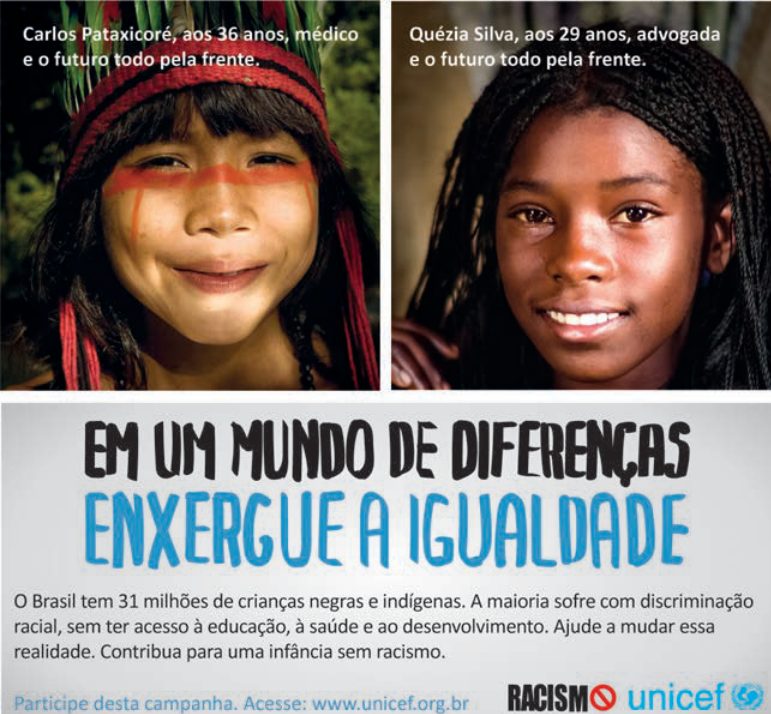 Carlos Pataxicoré, aos 36 anos, médico
e o futuro todo pela frente.
Quézia Silva, aos 29 anos, advogada
e o futuro todo pela frente.
EM UM MUNDO DE DIFERENÇAS
ENXERGUE A IGUALDADE
O Brasil tem 31 milhões de crianças negras e indígenas. A maioria sofre com discriminação
racial, sem ter acesso à educação, à saúde e ao desenvolvimento. Ajude a mudar essa
realidade. Contribua para uma infância sem racismo.
Participe desta campanha. Acesse: www.unicef.org.br
RACISMO
unicef